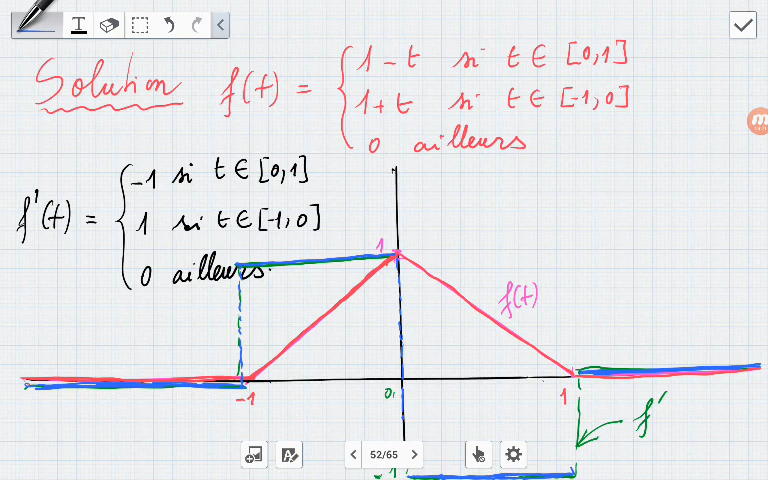 T
Solution f(t) = { 1 - t si t ∈ [0,1]
1 + t si t ∈ [-1,0]
0 ailleurs
f'(t) = { -1 si t ∈ [0,1]
1 si t ∈ [-1,0]
0 ailleurs.
1
f(t)
-1 0 1
f'
A
52/65
-1